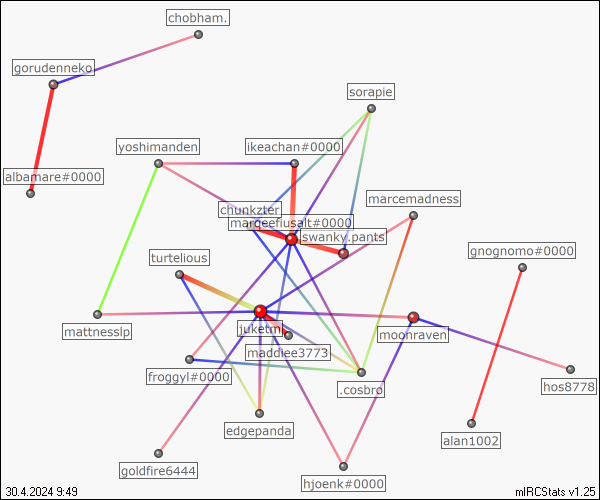 chobham.
gorudenneko
sorapie
yoshimanden
ikeachan#0000
albamare#0000
marcemadness
chunkzter
margeefiusalt#0000
swanky.pants
gnognomo#0000
turtelious
mattnesslp
juketml
moonraven
maddiee3773
froggyl#0000
.cosbro
hos8778
edgepanda
alan1002
goldfire6444
hjoenk#0000
30.4.2024 9:49
mIRCStats v1.25